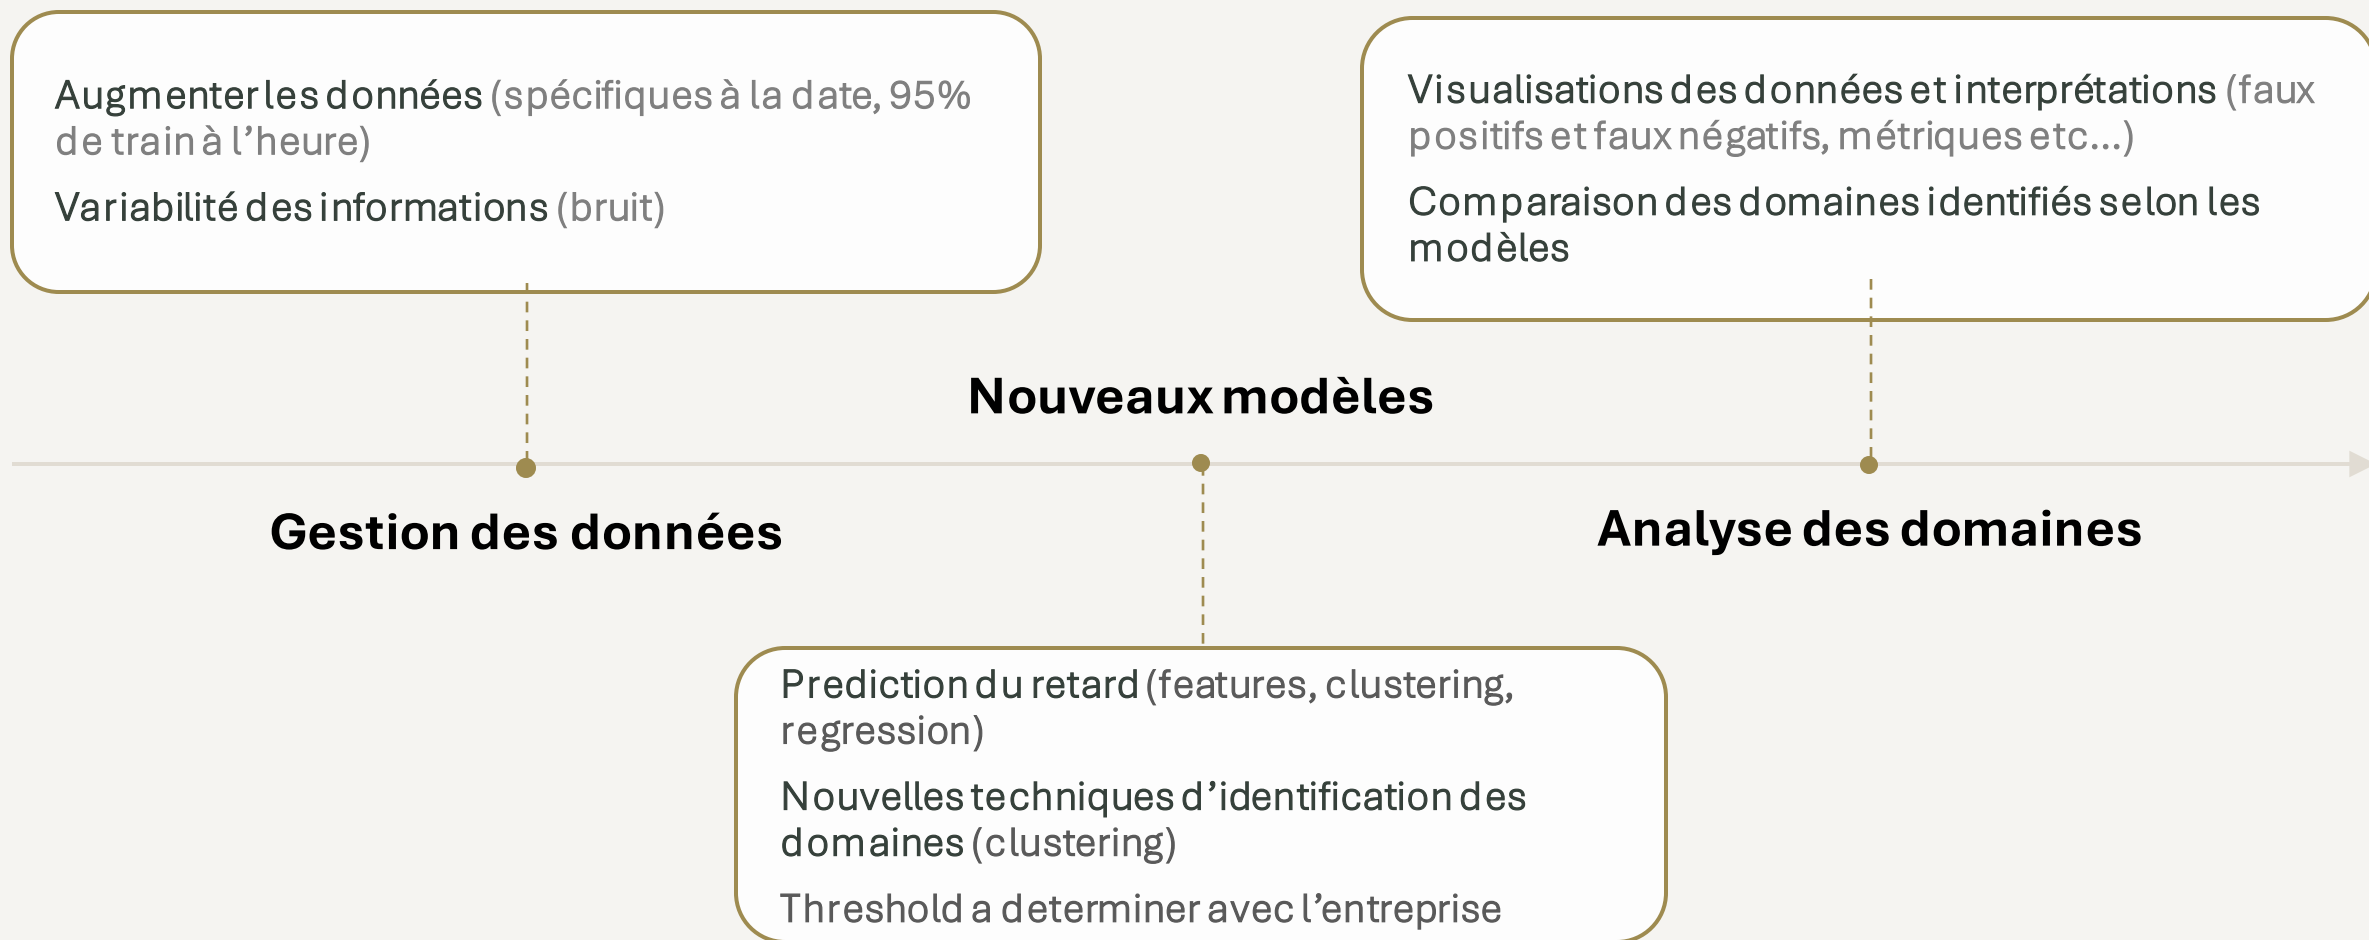 Augmenter les données (spécifiques à la date, 95%
de train à l’heure)
Variabilité des informations (bruit)
Visualisations des données et interprétations (faux
positifs et faux négatifs, métriques etc...)
Comparaison des domaines identifiés selon les
modèles
Nouveaux modèles
Gestion des données
Analyse des domaines
Prediction du retard (features, clustering,
regression)
Nouvelles techniques d’identification des
domaines (clustering)
Threshold a determiner avec l’entreprise